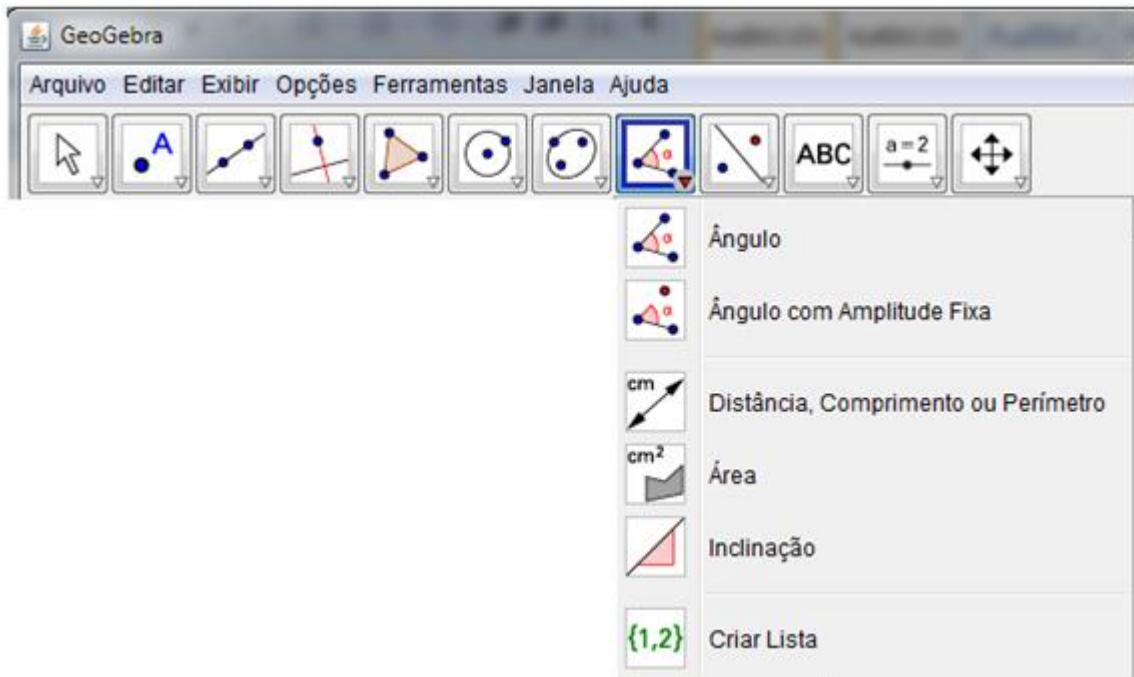 GeoGebra
Arquivo Editar Exibir Opções Ferramentas Janela Ajuda
A α ABC a = 2
α Ângulo
α Ângulo com Amplitude Fixa
cm Distância, Comprimento ou Perímetro
cm² Área
Inclinação
{1,2} Criar Lista